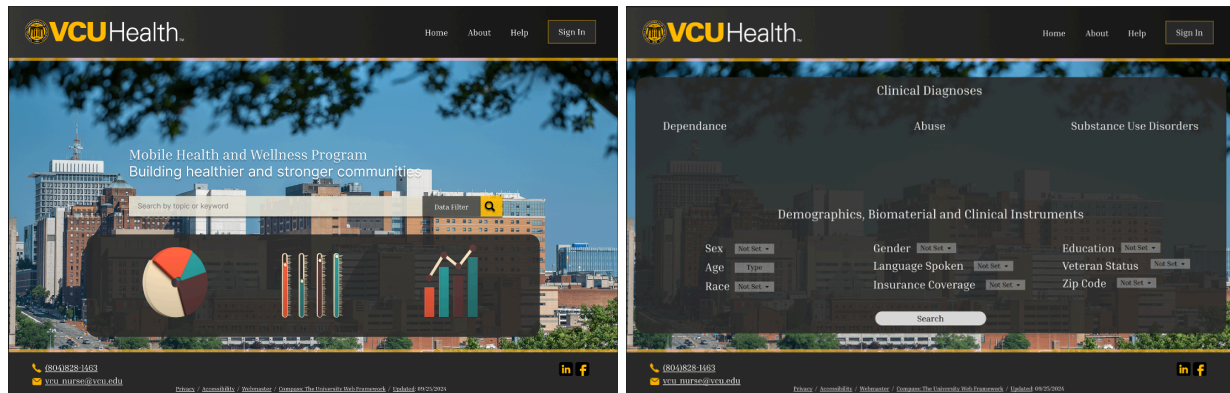 VCUHealth™
Home About Help Sign In
Mobile Health and Wellness Program
Building healthier and stronger communities
Search by topic or keyword Data Filter
(804)828-1463
vcu_nurse@vcu.edu
Privacy / Accessibility / Webmaster / Compass: The University Web Framework / Updated: 09/25/2024
VCUHealth™
Home About Help Sign In
Clinical Diagnoses
Dependance Abuse Substance Use Disorders
Demographics, Biomaterial and Clinical Instruments
Sex Not Set Gender Not Set Education Not Set
Age Type Language Spoken Not Set Veteran Status Not Set
Race Not Set Insurance Coverage Not Set Zip Code Not Set
Search
(804)828-1463
vcu_nurse@vcu.edu
Privacy / Accessibility / Webmaster / Compass: The University Web Framework / Updated: 09/25/2024